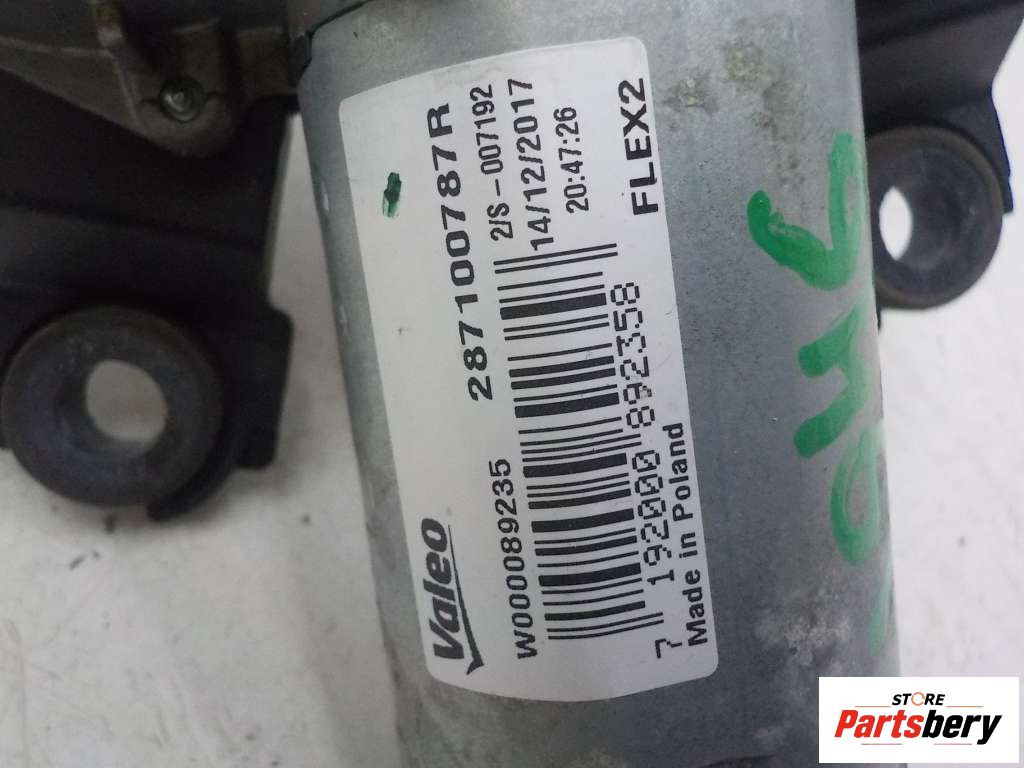 Valeo
287100787R
W000089235
2/S - 007192
14/12/2017
20:47:26
7 192000 892358
Made in Poland
FLEX2
STORE
Partsbery